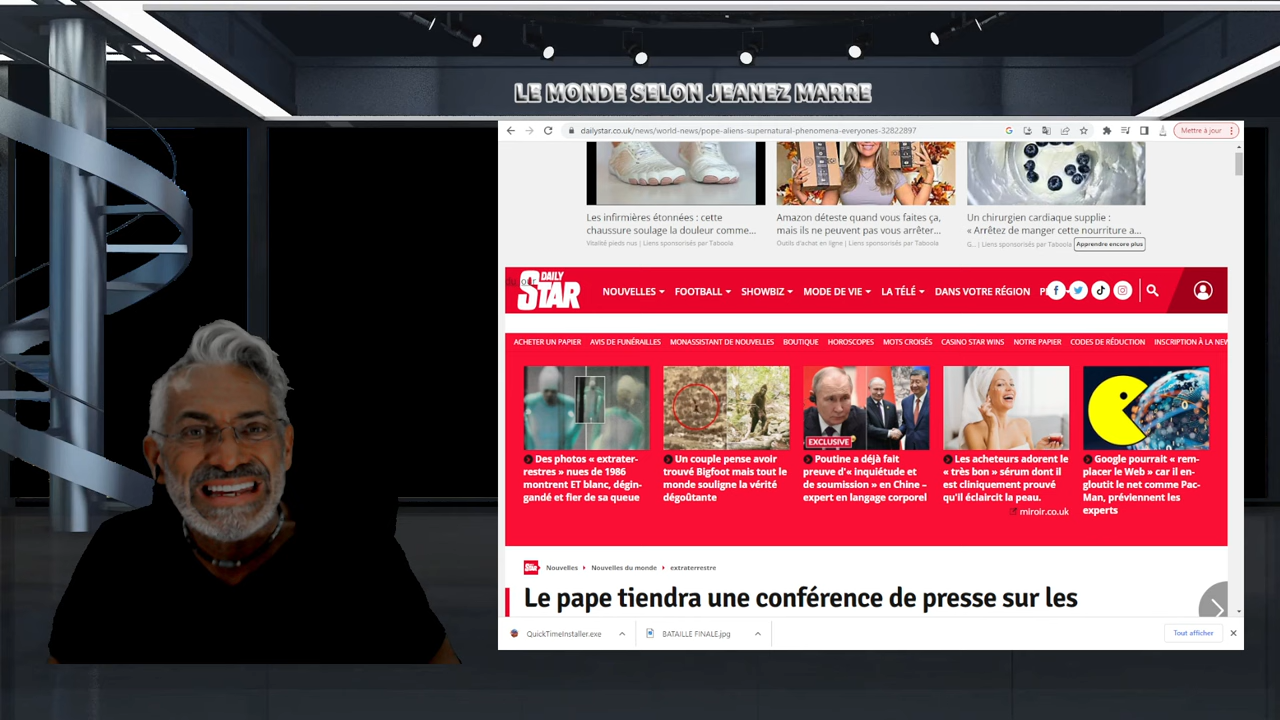 LE MONDE SELON JEANEZ MARRE
dailystar.co.uk/news/world-news/pope-aliens-supernatural-phenomena-everyones-32822897
Mettre à jour
Les infirmières étonnées : cette
chaussure soulage la douleur comme...
Vitalité pieds nus | Liens sponsorisés par Taboola
Amazon déteste quand vous faites ça,
mais ils ne peuvent pas vous arrêter...
Outils d'achat en ligne | Liens sponsorisés par Taboola
Un chirurgien cardiaque supplie :
« Arrêtez de manger cette nourriture a...
G... | Liens sponsorisés par Taboola
Apprendre encore plus
DAILY
STAR
NOUVELLES
FOOTBALL
SHOWBIZ
MODE DE VIE
LA TÉLÉ
DANS VOTRE RÉGION
ACHETER UN PAPIER
AVIS DE FUNÉRAILLES
MONASSISTANT DE NOUVELLES
BOUTIQUE
HOROSCOPES
MOTS CROISÉS
CASINO STAR WINS
NOTRE PAPIER
CODES DE RÉDUCTION
INSCRIPTION À LA NEW
Des photos « extrater-
restres » nues de 1986
montrent ET blanc, dégin-
gandé et fier de sa queue
Un couple pense avoir
trouvé Bigfoot mais tout le
monde souligne la vérité
dégoûtante
EXCLUSIVE
Poutine a déjà fait
preuve d'« inquiétude et
de soumission » en Chine –
expert en langage corporel
Les acheteurs adorent le
« très bon » sérum dont il
est cliniquement prouvé
qu'il éclaircit la peau.
miroir.co.uk
Google pourrait « rem-
placer le Web » car il en-
gloutit le net comme Pac-
Man, préviennent les
experts
Star
Nouvelles
Nouvelles du monde
extraterrestre
Le pape tiendra une conférence de presse sur les
QuickTimeInstaller.exe
BATAILLE FINALE.jpg
Tout afficher